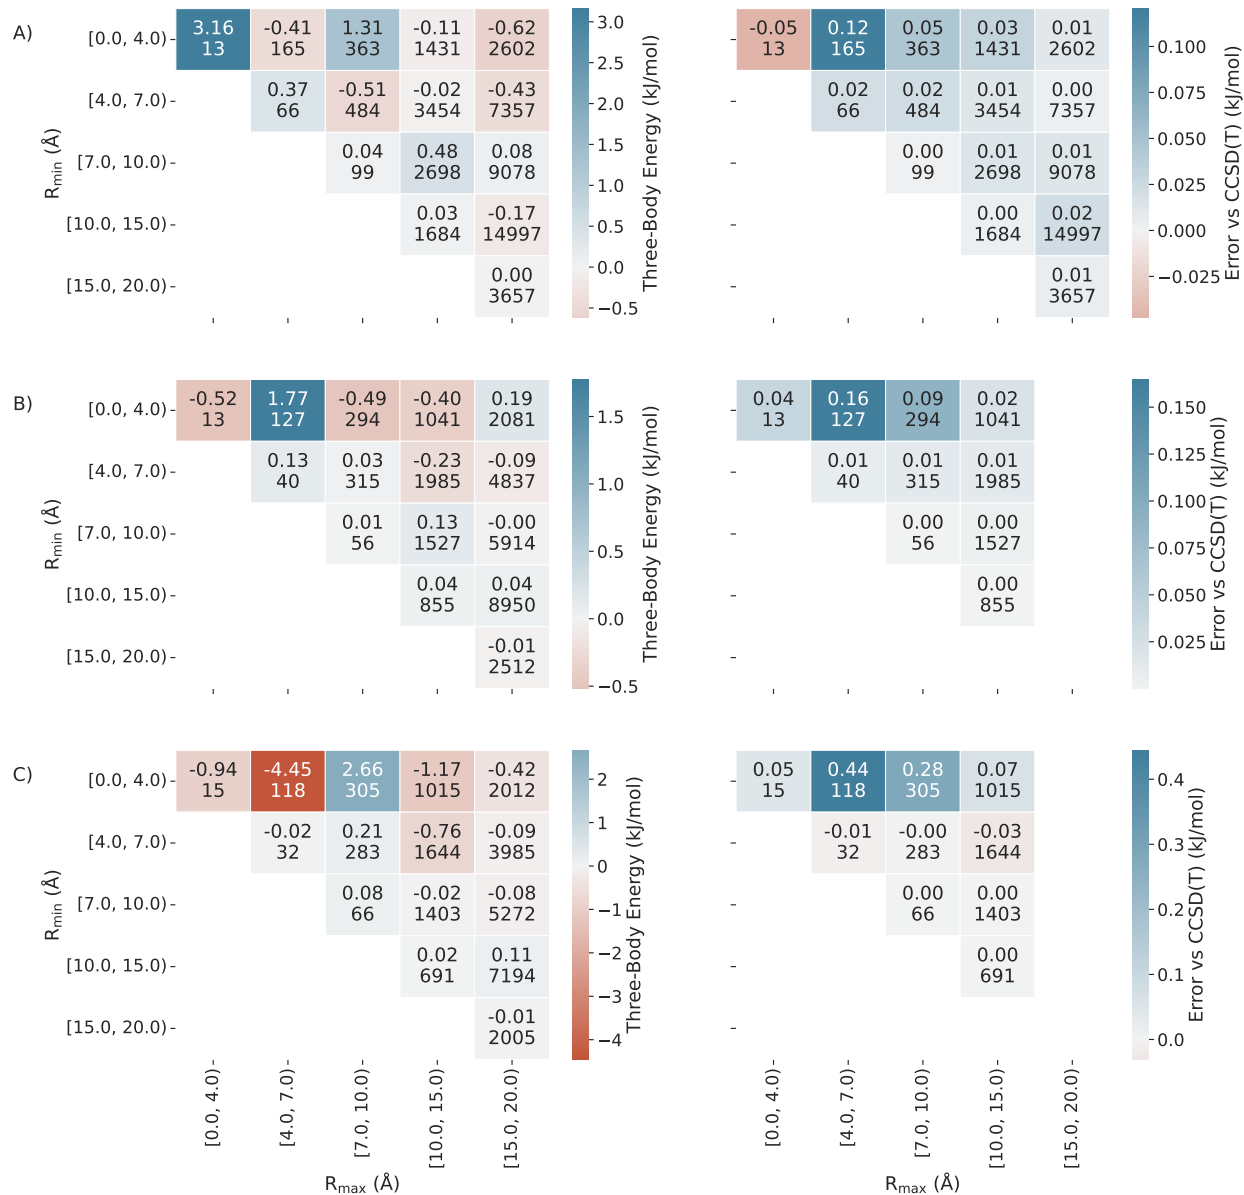 A)
R_min (Å)
[0.0, 4.0)
3.16 -0.41 1.31 -0.11 -0.62
13 165 363 1431 2602
[4.0, 7.0)
0.37 -0.51 -0.02 -0.43
66 484 3454 7357
[7.0, 10.0)
0.04 0.48 0.08
99 2698 9078
[10.0, 15.0)
0.03 -0.17
1684 14997
[15.0, 20.0)
0.00
3657
3.0
2.5
2.0
1.5
1.0
0.5
0.0
−0.5
Three-Body Energy (kJ/mol)
-0.05 0.12 0.05 0.03 0.01
13 165 363 1431 2602
0.02 0.02 0.01 0.00
66 484 3454 7357
0.00 0.01 0.01
99 2698 9078
0.00 0.02
1684 14997
0.01
3657
0.100
0.075
0.050
0.025
0.000
−0.025
Error vs CCSD(T) (kJ/mol)
B)
R_min (Å)
[0.0, 4.0)
-0.52 1.77 -0.49 -0.40 0.19
13 127 294 1041 2081
[4.0, 7.0)
0.13 0.03 -0.23 -0.09
40 315 1985 4837
[7.0, 10.0)
0.01 0.13 -0.00
56 1527 5914
[10.0, 15.0)
0.04 0.04
855 8950
[15.0, 20.0)
-0.01
2512
1.5
1.0
0.5
0.0
−0.5
Three-Body Energy (kJ/mol)
0.04 0.16 0.09 0.02
13 127 294 1041
0.01 0.01 0.01
40 315 1985
0.00 0.00
56 1527
0.00
855
0.150
0.125
0.100
0.075
0.050
0.025
Error vs CCSD(T) (kJ/mol)
C)
R_min (Å)
[0.0, 4.0)
-0.94 -4.45 2.66 -1.17 -0.42
15 118 305 1015 2012
[4.0, 7.0)
-0.02 0.21 -0.76 -0.09
32 283 1644 3985
[7.0, 10.0)
0.08 -0.02 -0.08
66 1403 5272
[10.0, 15.0)
0.02 0.11
691 7194
[15.0, 20.0)
-0.01
2005
2
1
0
−1
−2
−3
−4
Three-Body Energy (kJ/mol)
0.05 0.44 0.28 0.07
15 118 305 1015
-0.01 -0.00 -0.03
32 283 1644
0.00 0.00
66 1403
0.00
691
0.4
0.3
0.2
0.1
0.0
Error vs CCSD(T) (kJ/mol)
[0.0, 4.0) [4.0, 7.0) [7.0, 10.0) [10.0, 15.0) [15.0, 20.0)
R_max (Å)
[0.0, 4.0) [4.0, 7.0) [7.0, 10.0) [10.0, 15.0) [15.0, 20.0)
R_max (Å)